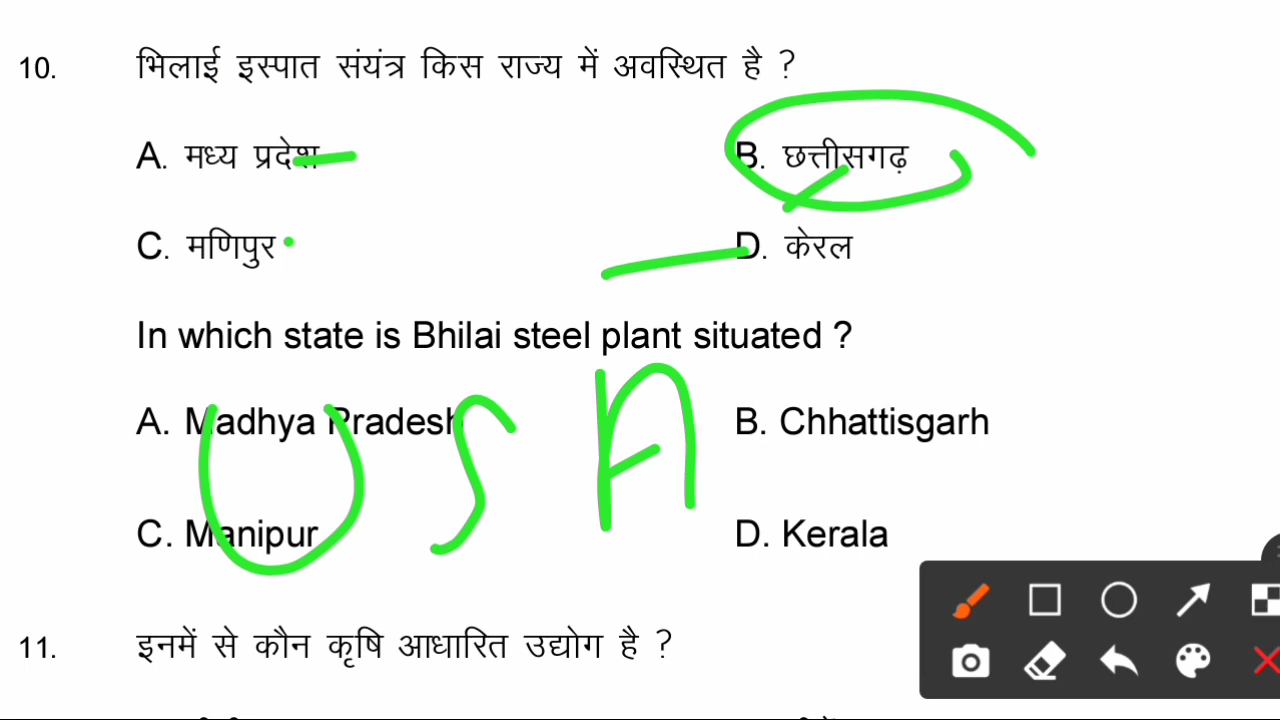 10. भिलाई इस्पात संयंत्र किस राज्य में अवस्थित है ?
A. मध्य प्रदेश B. छत्तीसगढ़
C. मणिपुर D. केरल
In which state is Bhilai steel plant situated ?
A. Madhya Pradesh B. Chhattisgarh
USA
C. Manipur D. Kerala
11. इनमें से कौन कृषि आधारित उद्योग है ?